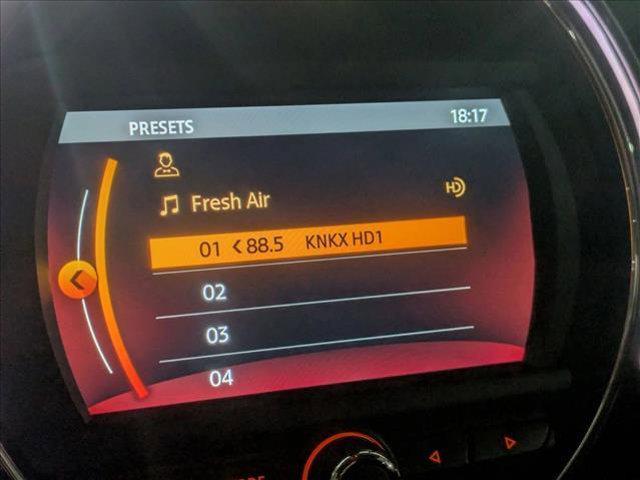 PRESETS 18:17
Fresh Air HD
01 <88.5 KNKX HD1
02
03
04